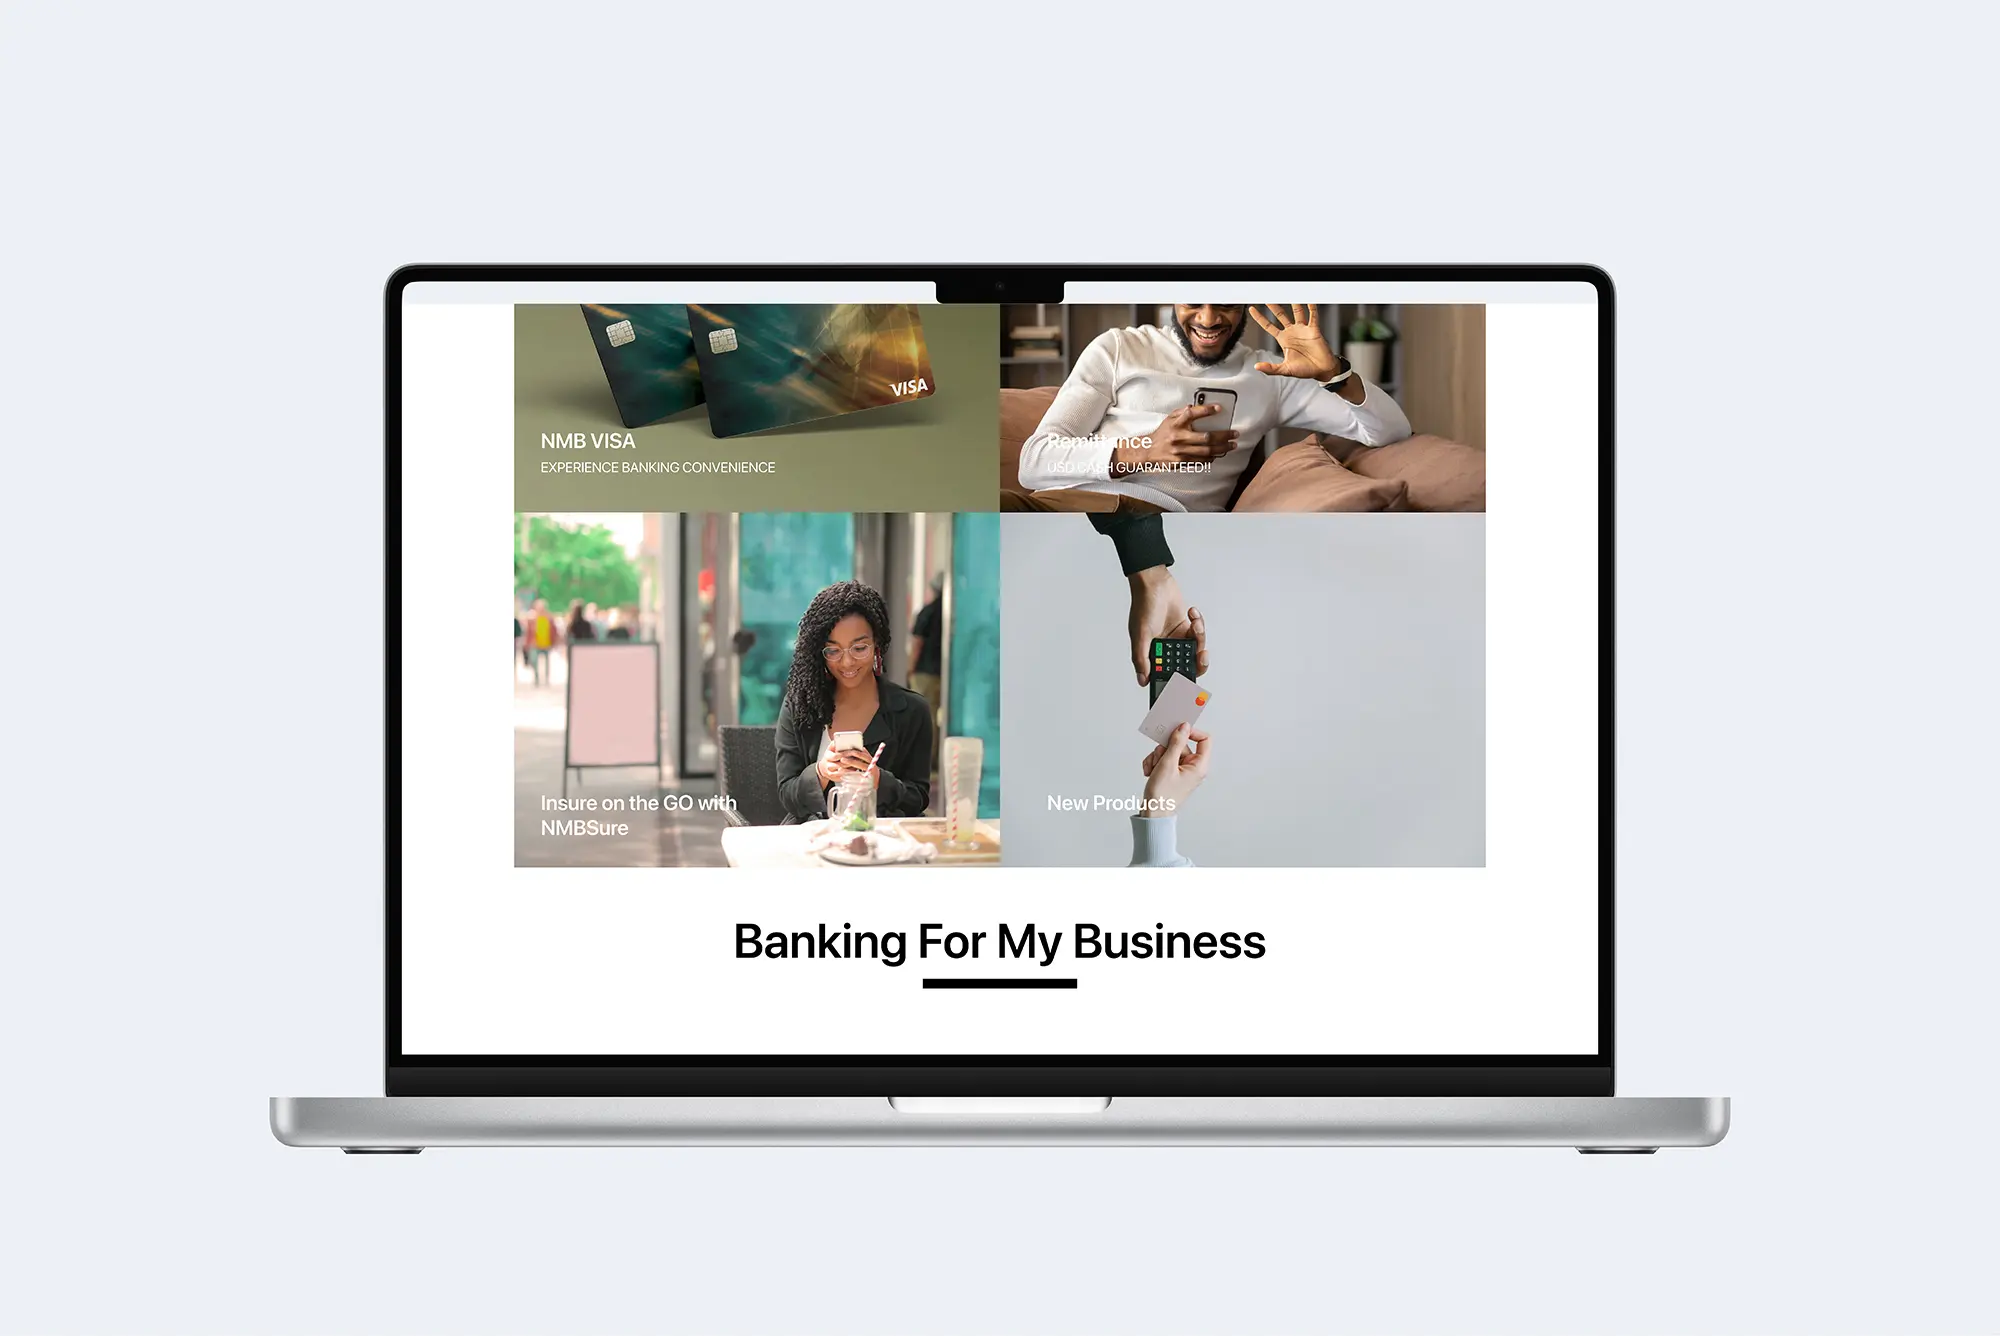 VISA
NMB VISA
EXPERIENCE BANKING CONVENIENCE
Remittance
USD CASH GUARANTEED!!
Insure on the GO with
NMBSure
New Products
Banking For My Business